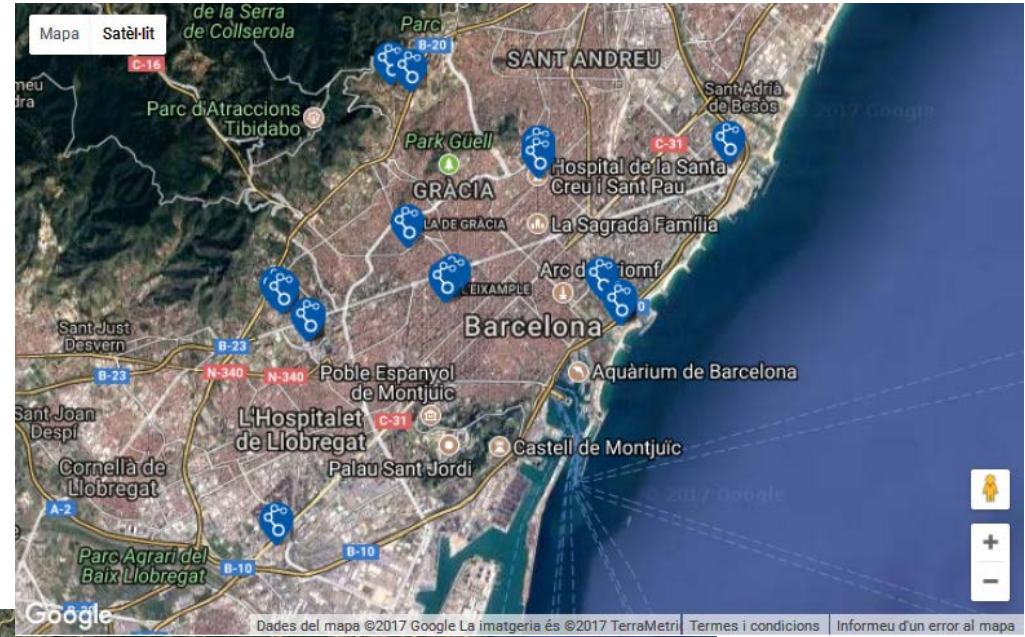 Mapa Satèl·lit
de la Serra
de Collserola
Parc
B-20
SANT ANDREU
C-16
Sant Adrià
de Besòs
2017 Google
Parc d'Atraccions
Tibidabo
Park Güell
C-31
Hospital de la Santa
Creu i Sant Pau
GRÀCIA
LA DE GRÀCIA
La Sagrada Família
Arc d
iomf
L'EIXAMPLE
Barcelona
Sant Just
Desvern
B-23
B-23
N-340
N-340
Poble Espanyol
de Montjuïc
Aquàrium de Barcelona
Sant Joan
Despí
L'Hospitalet
de Llobregat
C-31
Castell de Montjuïc
Palau Sant Jordi
Cornellà de
Llobregat
© 2017 Google
A-2
Parc Agrari del
Baix Llobregat
B-10
B-10
Google
Dades del mapa ©2017 Google La imatgeria és ©2017 TerraMetri
Termes i condicions
Informeu d'un error al mapa